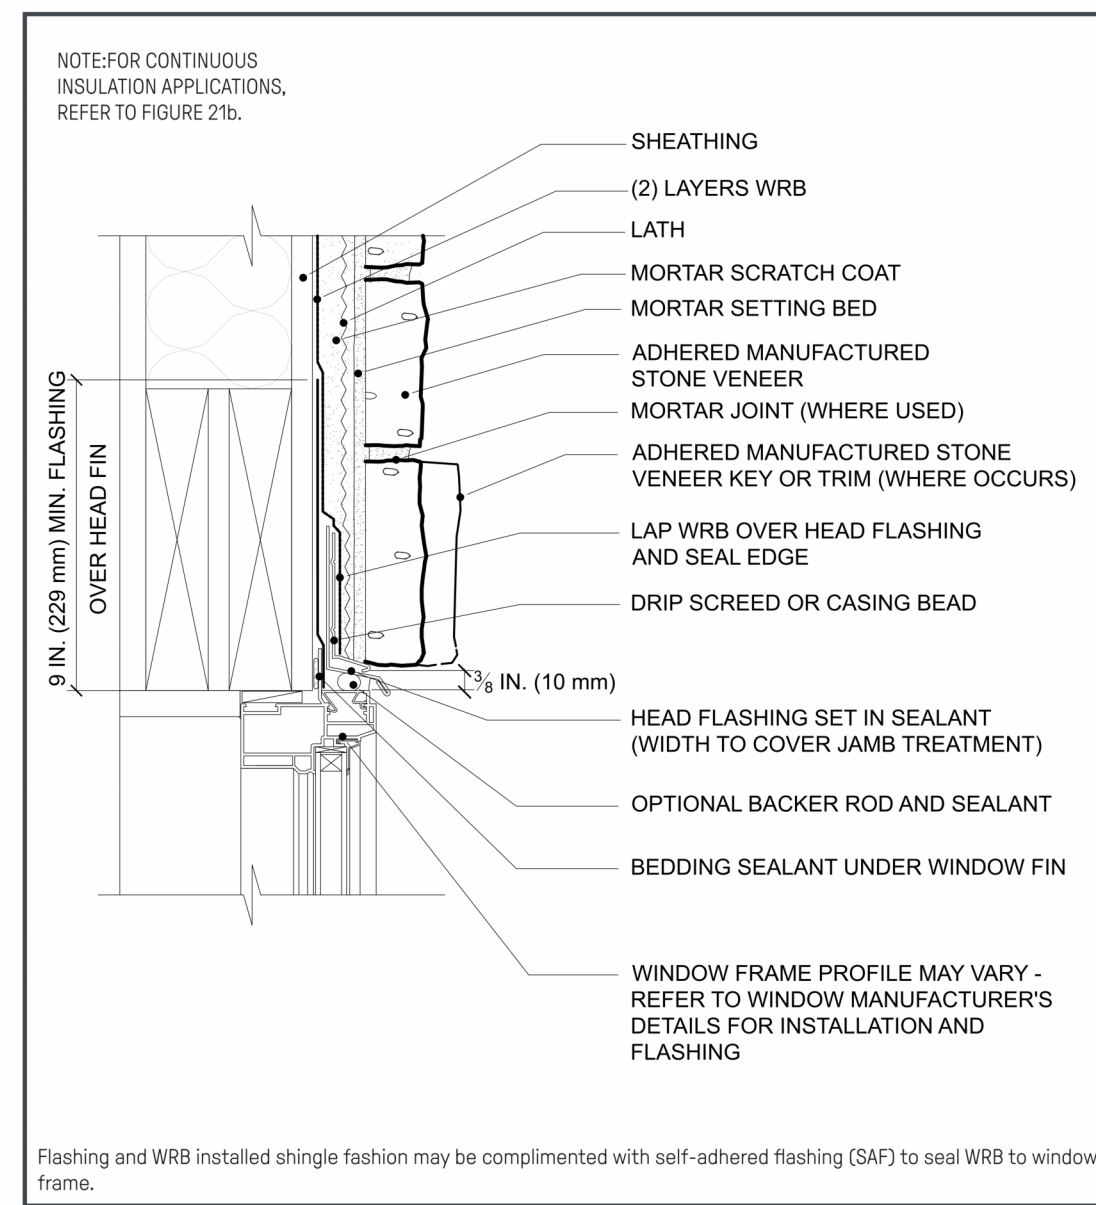 NOTE:FOR CONTINUOUS
INSULATION APPLICATIONS,
REFER TO FIGURE 21b.
SHEATHING
(2) LAYERS WRB
LATH
MORTAR SCRATCH COAT
MORTAR SETTING BED
ADHERED MANUFACTURED
STONE VENEER
MORTAR JOINT (WHERE USED)
ADHERED MANUFACTURED STONE
VENEER KEY OR TRIM (WHERE OCCURS)
9 IN. (229 mm) MIN. FLASHING
OVER HEAD FIN
LAP WRB OVER HEAD FLASHING
AND SEAL EDGE
DRIP SCREED OR CASING BEAD
3/8 IN. (10 mm)
HEAD FLASHING SET IN SEALANT
(WIDTH TO COVER JAMB TREATMENT)
OPTIONAL BACKER ROD AND SEALANT
BEDDING SEALANT UNDER WINDOW FIN
WINDOW FRAME PROFILE MAY VARY -
REFER TO WINDOW MANUFACTURER'S
DETAILS FOR INSTALLATION AND
FLASHING
Flashing and WRB installed shingle fashion may be complimented with self-adhered flashing (SAF) to seal WRB to window
frame.